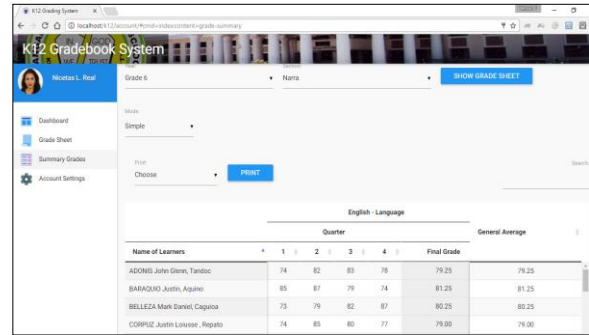 K12 Grading System
localhost/k12/account/#cmd=indexcontent=grade-summary
K12 Gradebook System
Nicetas L. Real
Dashboard
Grade Sheet
Summary Grades
Account Settings
Year
Section
Grade 6
Narra
SHOW GRADE SHEET
Mode
Simple
Print
Choose
PRINT
Search
English - Language
Quarter
General Average
Name of Learners
1
2
3
4
Final Grade
ADONIS John Glenn, Tandoc 74 82 83 78 79.25 79.25
BARAQUIO Justin, Aquino 85 87 79 74 81.25 81.25
BELLEZA Mark Daniel, Caguioa 73 79 82 87 80.25 80.25
CORPUZ Justin Loiusse , Repato 74 85 80 77 79.00 79.00